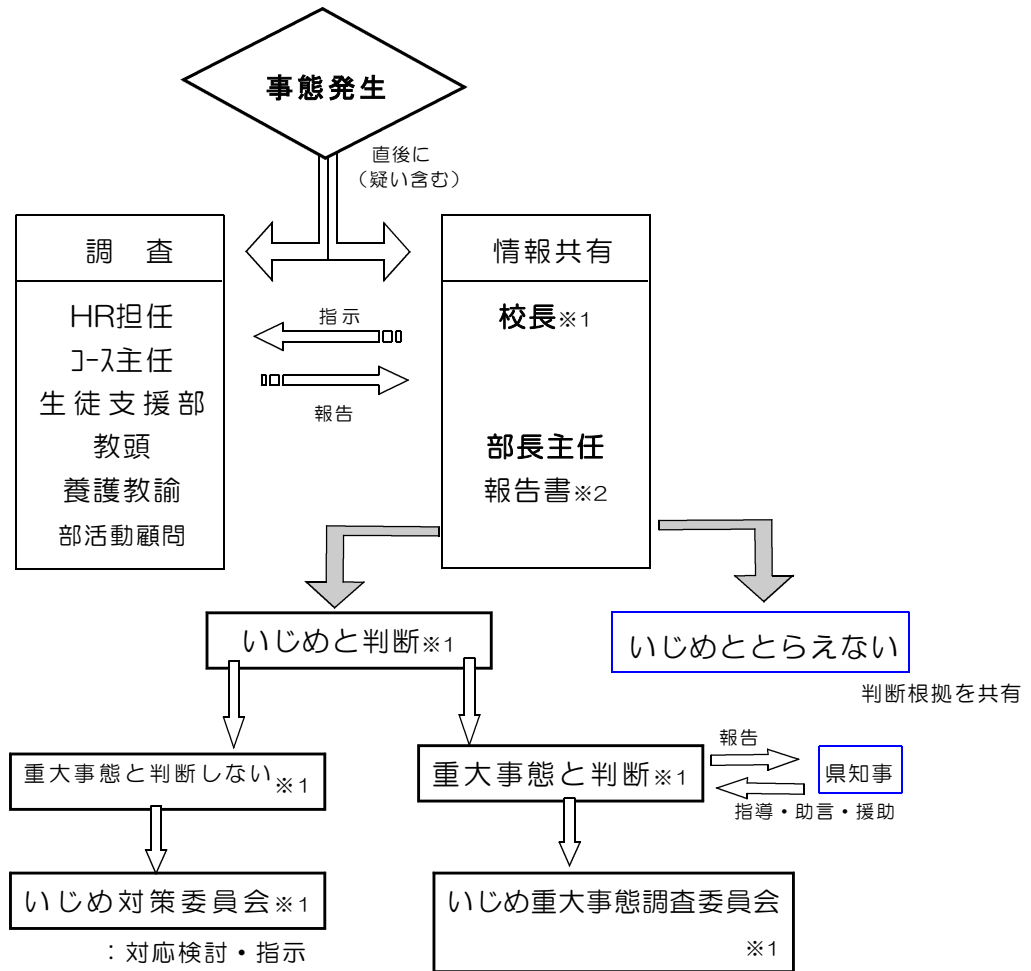 事態発生
直後に
（疑い含む）
調　査
HR担任
コース主任
生徒支援部
教頭
養護教諭
部活動顧問
指示
報告
情報共有
校長※1
部長主任
報告書※2
いじめと判断※1
いじめととらえない
判断根拠を共有
重大事態と判断しない※1
重大事態と判断※1
報告
県知事
指導・助言・援助
いじめ対策委員会※1
：対応検討・指示
いじめ重大事態調査委員会
※1